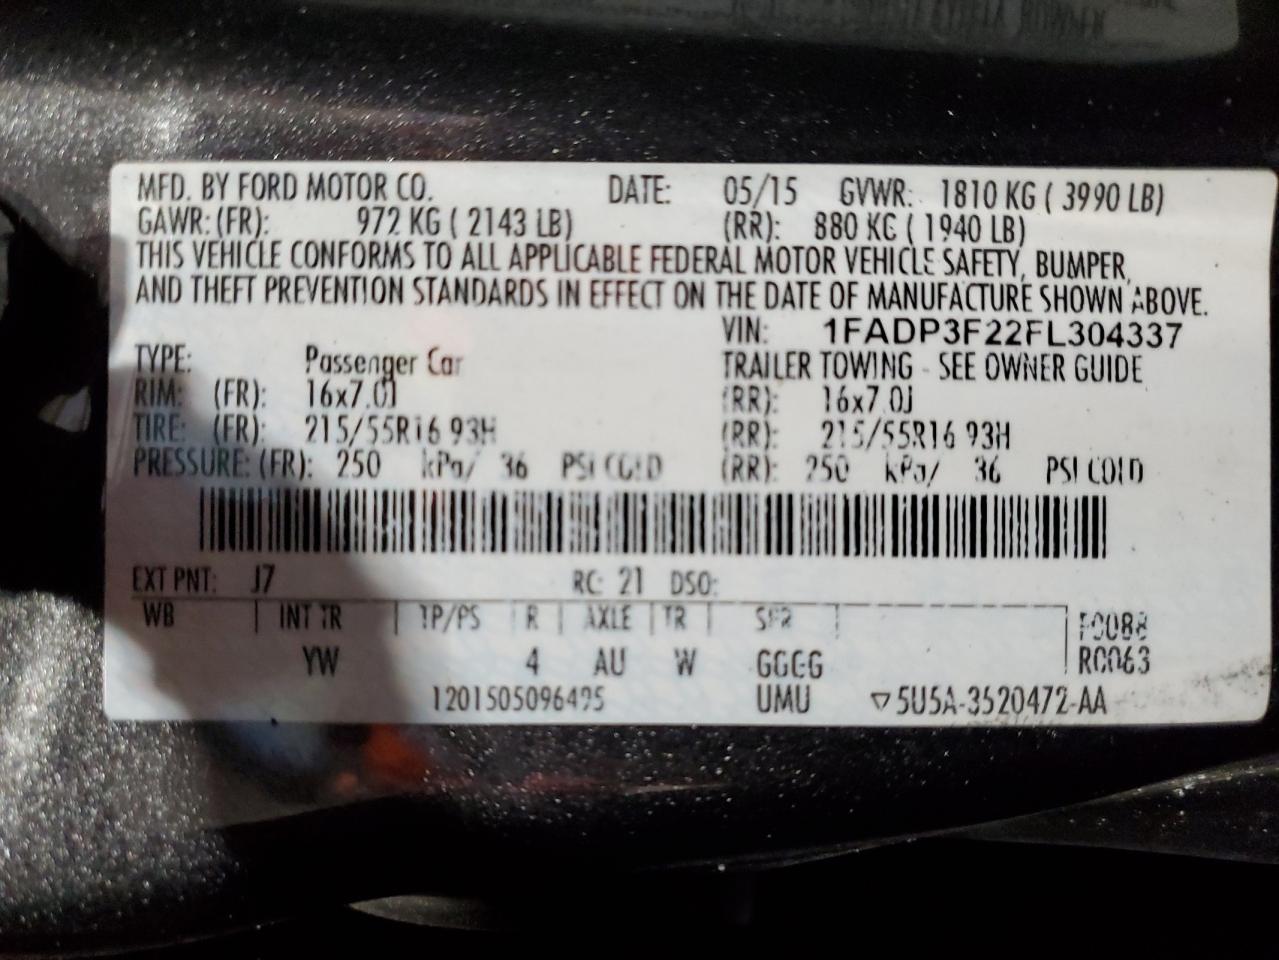 MFD. BY FORD MOTOR CO. DATE: 05/15 GVWR: 1810 KG ( 3990 LB)
GAWR: (FR): 972 KG ( 2143 LB) (RR): 880 KG ( 1940 LB)
THIS VEHICLE CONFORMS TO ALL APPLICABLE FEDERAL MOTOR VEHICLE SAFETY, BUMPER,
AND THEFT PREVENTION STANDARDS IN EFFECT ON THE DATE OF MANUFACTURE SHOWN ABOVE.
VIN: 1FADP3F22FL304337
TYPE: Passenger Car TRAILER TOWING - SEE OWNER GUIDE
RIM: (FR): 16x7.0J (RR): 16x7.0J
TIRE: (FR): 215/55R16 93H (RR): 215/55R16 93H
PRESSURE: (FR): 250 kPa/ 36 PSI COLD (RR): 250 kPa/ 36 PSI COLD
EXT PNT: J7 RC: 21 DSO:
WB INT TR TP/PS R AXLE TR SPR
YW 4 AU W GGGG R0063
1201505096495 UMU ▽5U5A-3520472-AA